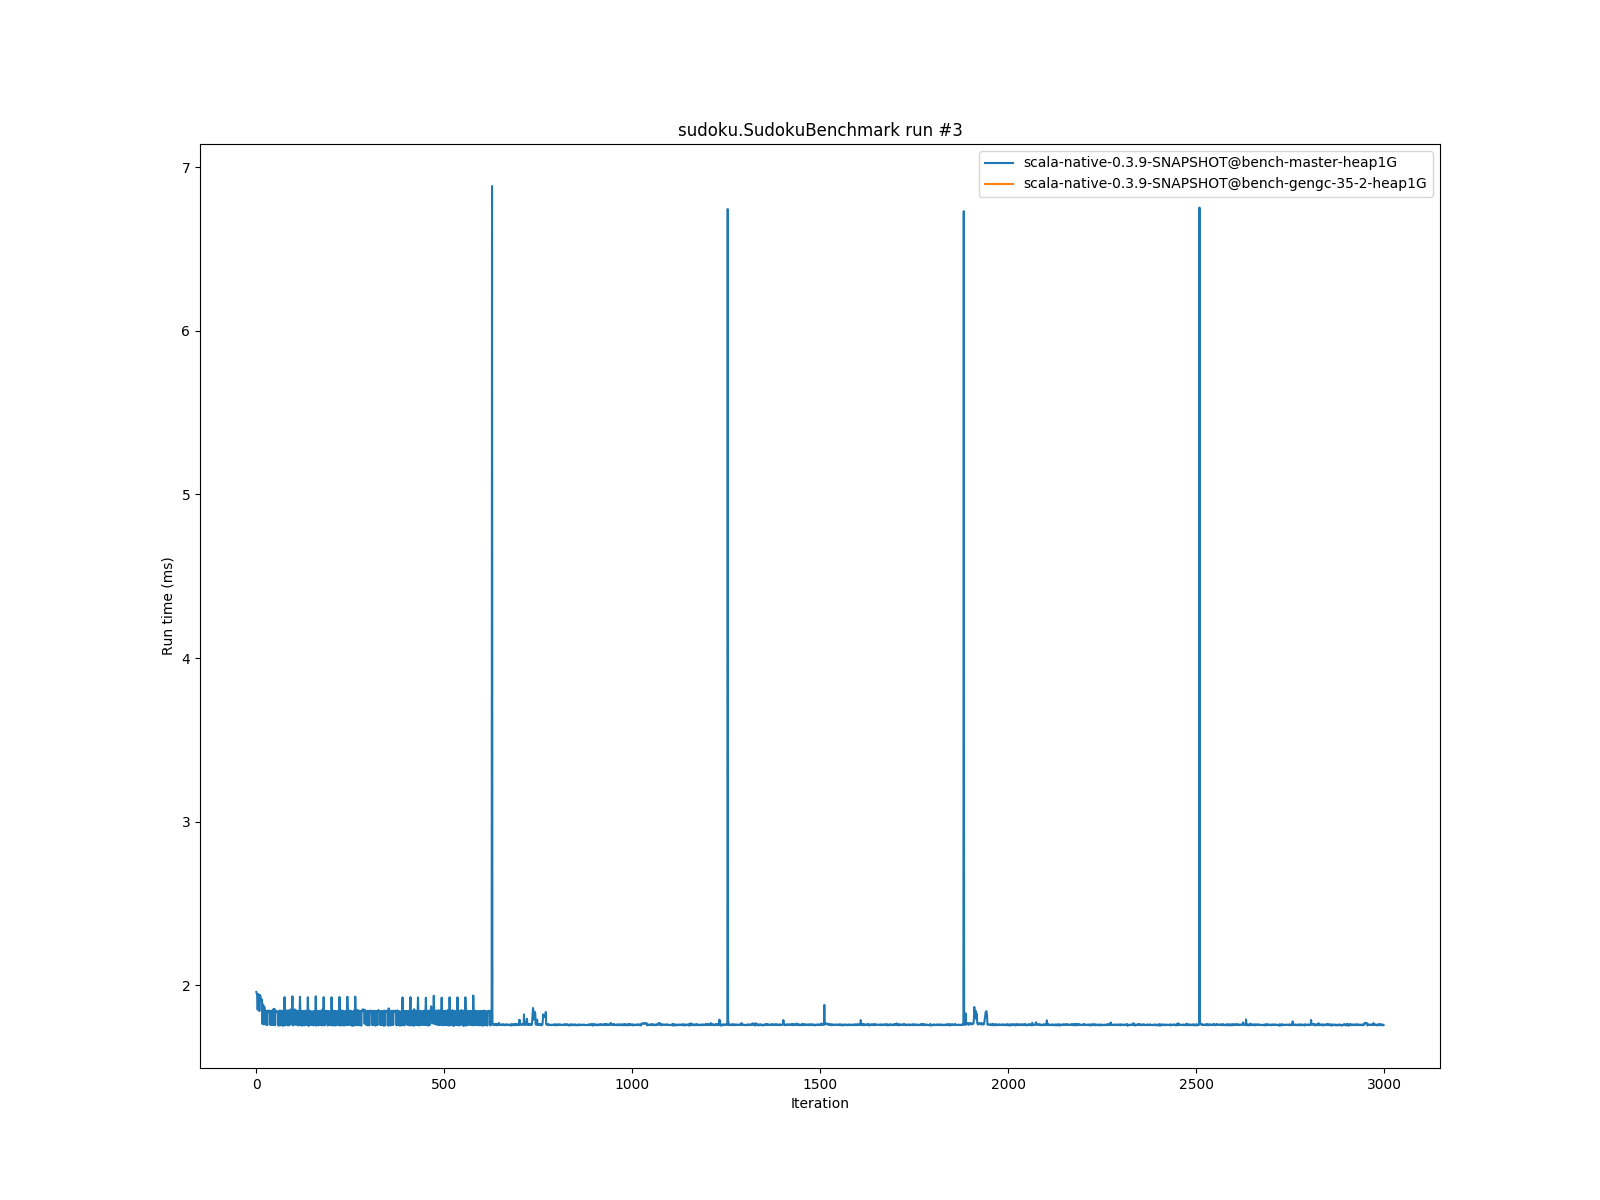 sudoku.SudokuBenchmark run #3
scala-native-0.3.9-SNAPSHOT@bench-master-heap1G
scala-native-0.3.9-SNAPSHOT@bench-gengc-35-2-heap1G
7
6
5
4
3
2
Run time (ms)
0 500 1000 1500 2000 2500 3000
Iteration